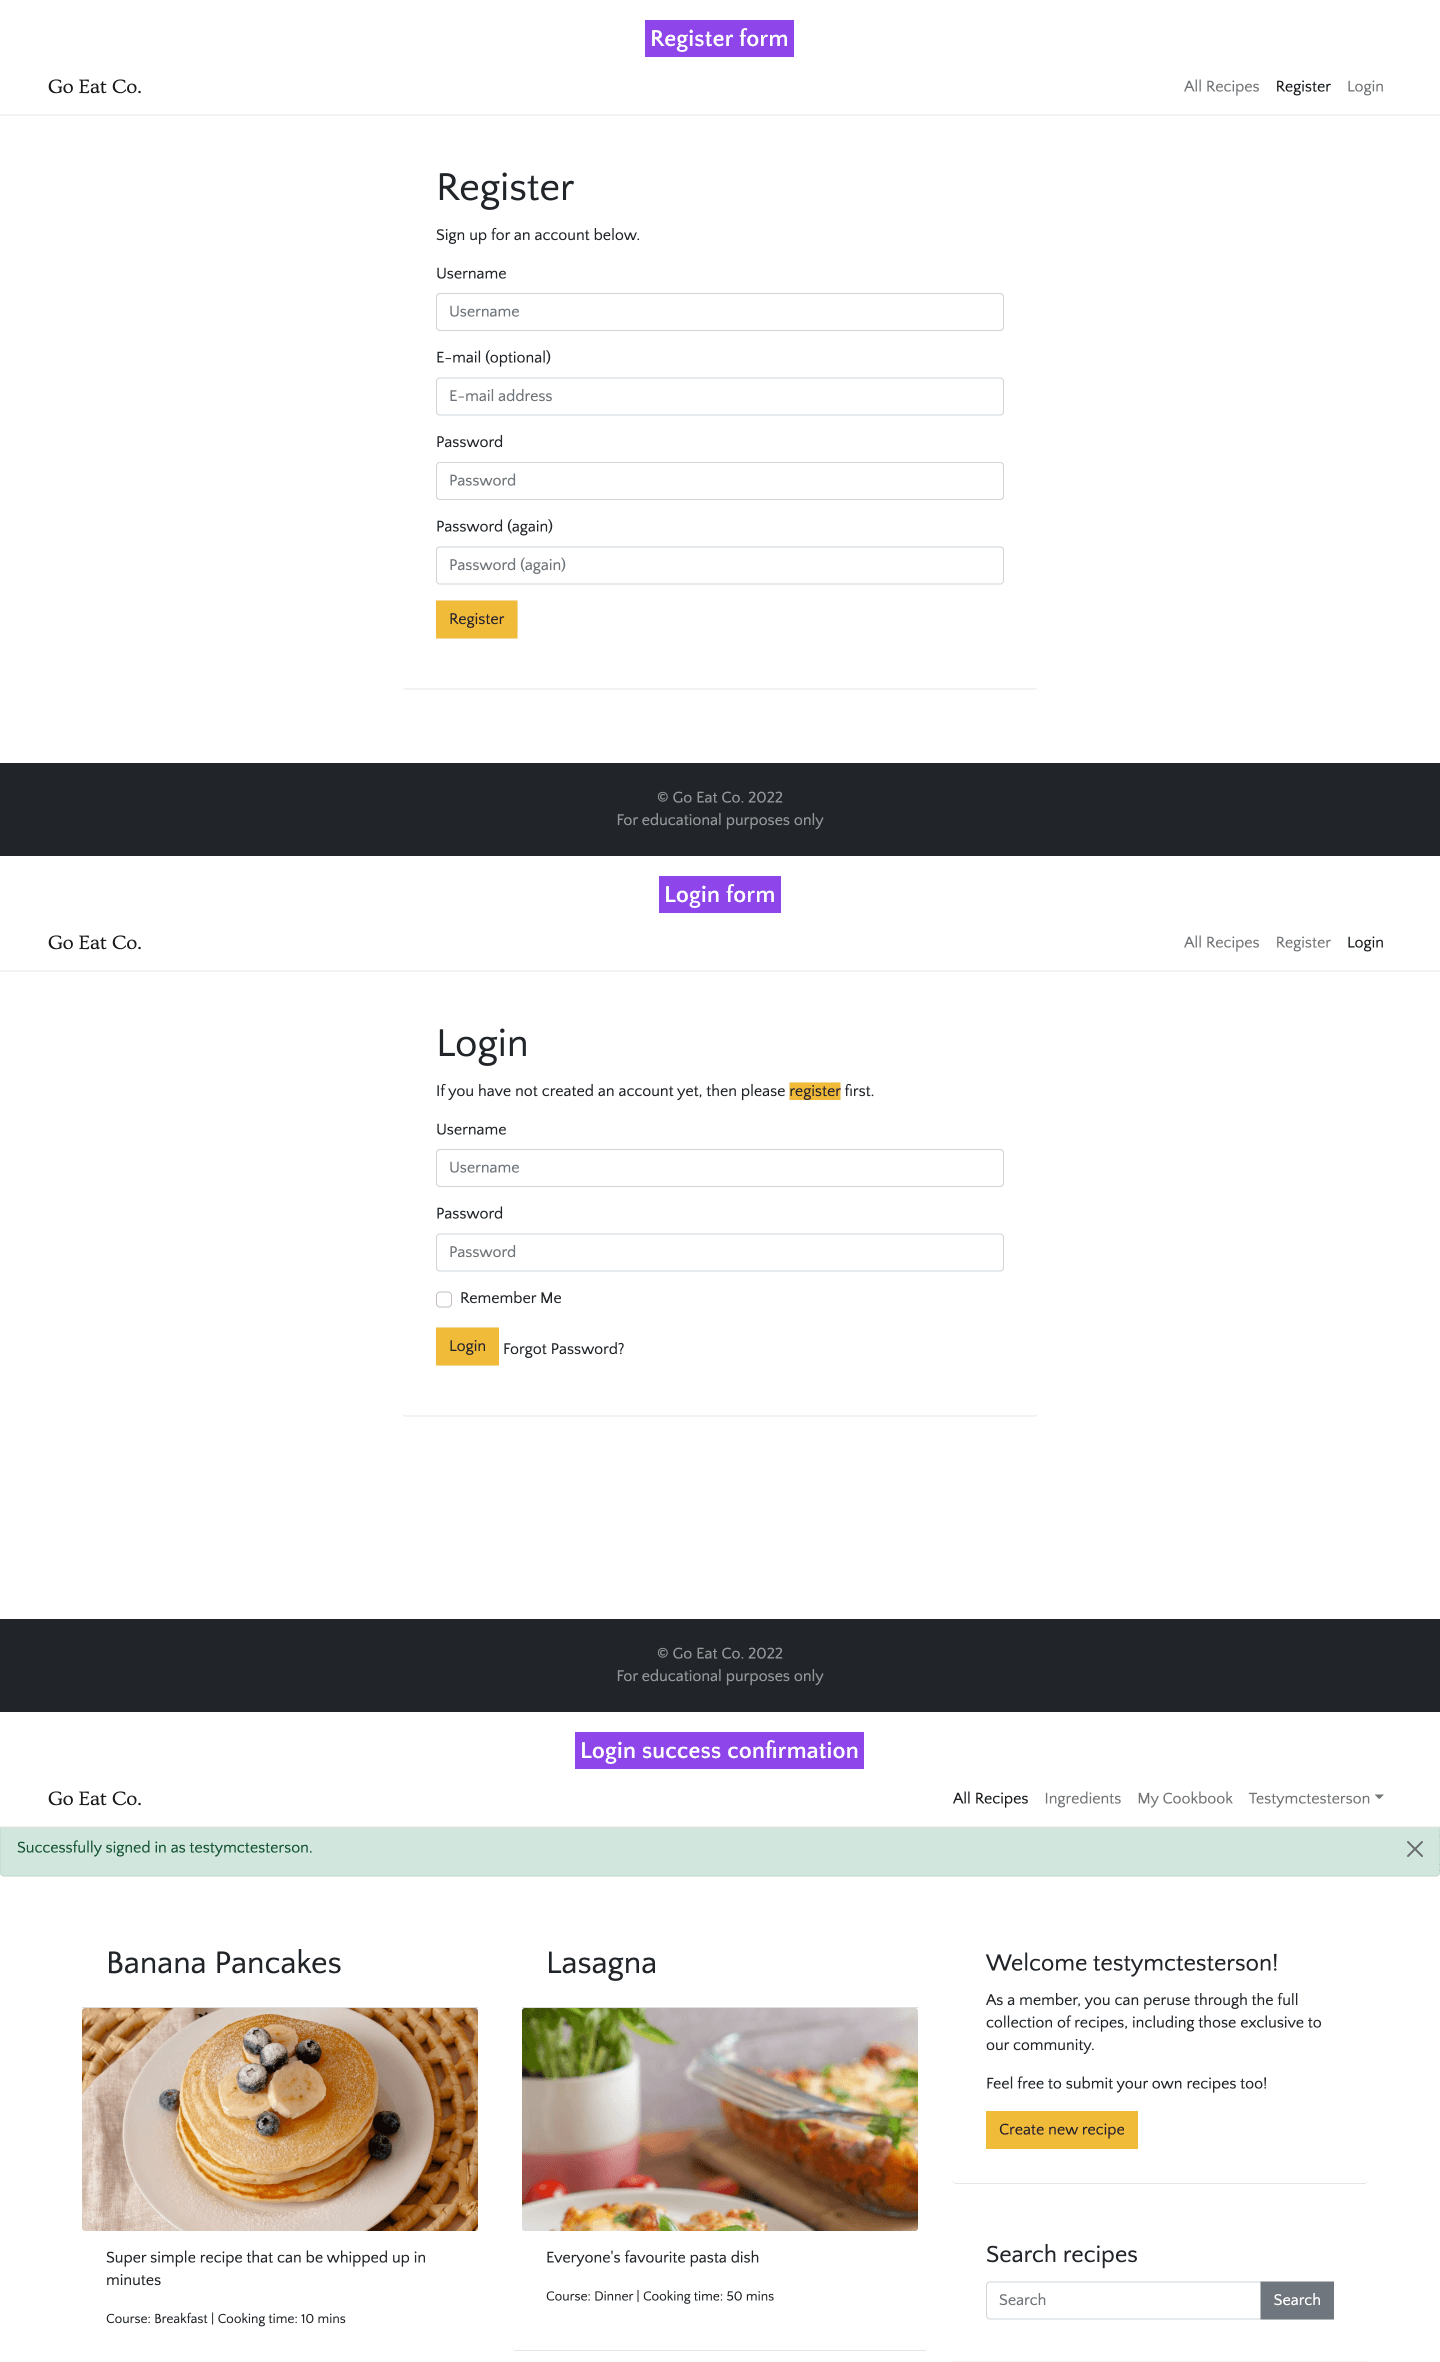 Register form
Go Eat Co.
All Recipes Register Login
Register
Sign up for an account below.
Username
Username
E-mail (optional)
E-mail address
Password
Password
Password (again)
Password (again)
Register
© Go Eat Co. 2022
For educational purposes only
Login form
Go Eat Co.
All Recipes Register Login
Login
If you have not created an account yet, then please register first.
Username
Username
Password
Password
Remember Me
Login Forgot Password?
© Go Eat Co. 2022
For educational purposes only
Login success confirmation
Go Eat Co.
All Recipes Ingredients My Cookbook Testymctesterson
Successfully signed in as testymctesterson.
Banana Pancakes
Super simple recipe that can be whipped up in
minutes
Course: Breakfast | Cooking time: 10 mins
Lasagna
Everyone's favourite pasta dish
Course: Dinner | Cooking time: 50 mins
Welcome testymctesterson!
As a member, you can peruse through the full
collection of recipes, including those exclusive to
our community.
Feel free to submit your own recipes too!
Create new recipe
Search recipes
Search Search